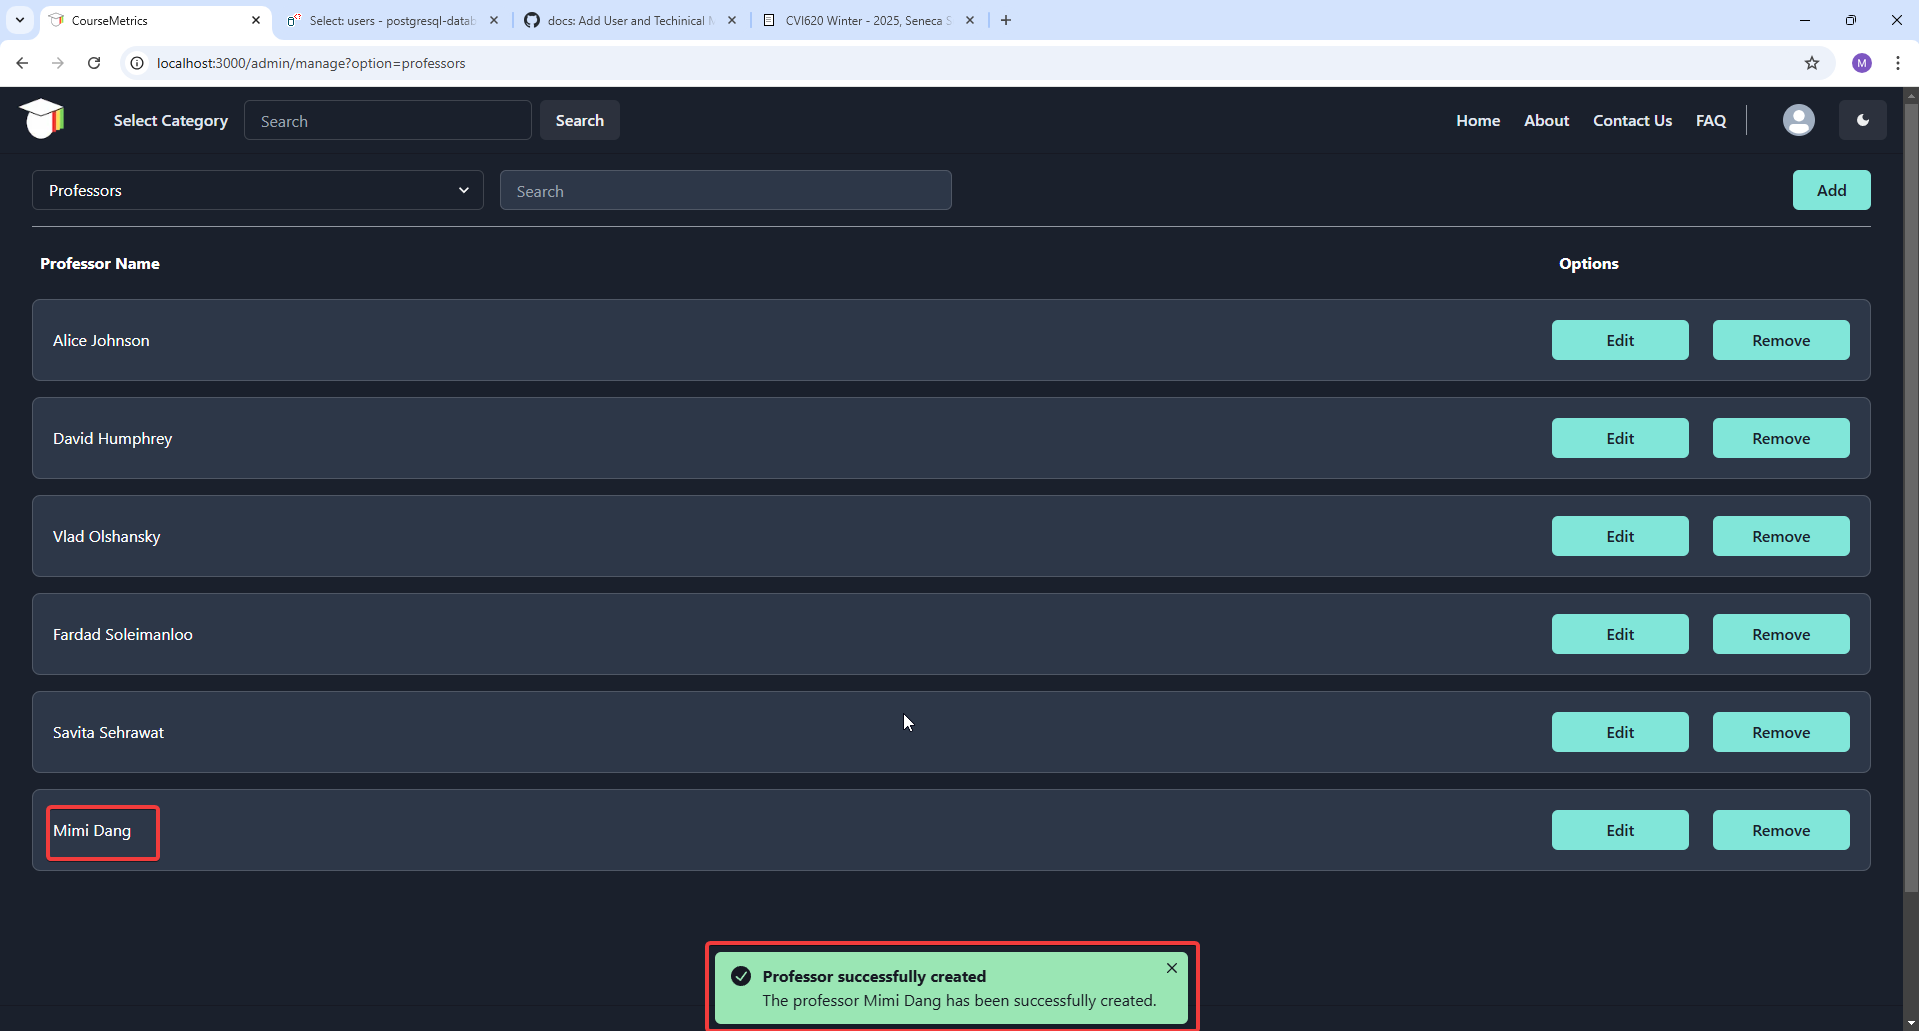 CourseMetrics
Select: users - postgresql-datab
docs: Add User and Techinical M
CVI620 Winter - 2025, Seneca S
localhost:3000/admin/manage?option=professors
M
Select Category
Search
Search
Home
About
Contact Us
FAQ
Professors
Search
Add
Professor Name
Options
Alice Johnson
Edit
Remove
David Humphrey
Edit
Remove
Vlad Olshansky
Edit
Remove
Fardad Soleimanloo
Edit
Remove
Savita Sehrawat
Edit
Remove
Mimi Dang
Edit
Remove
Professor successfully created
The professor Mimi Dang has been successfully created.